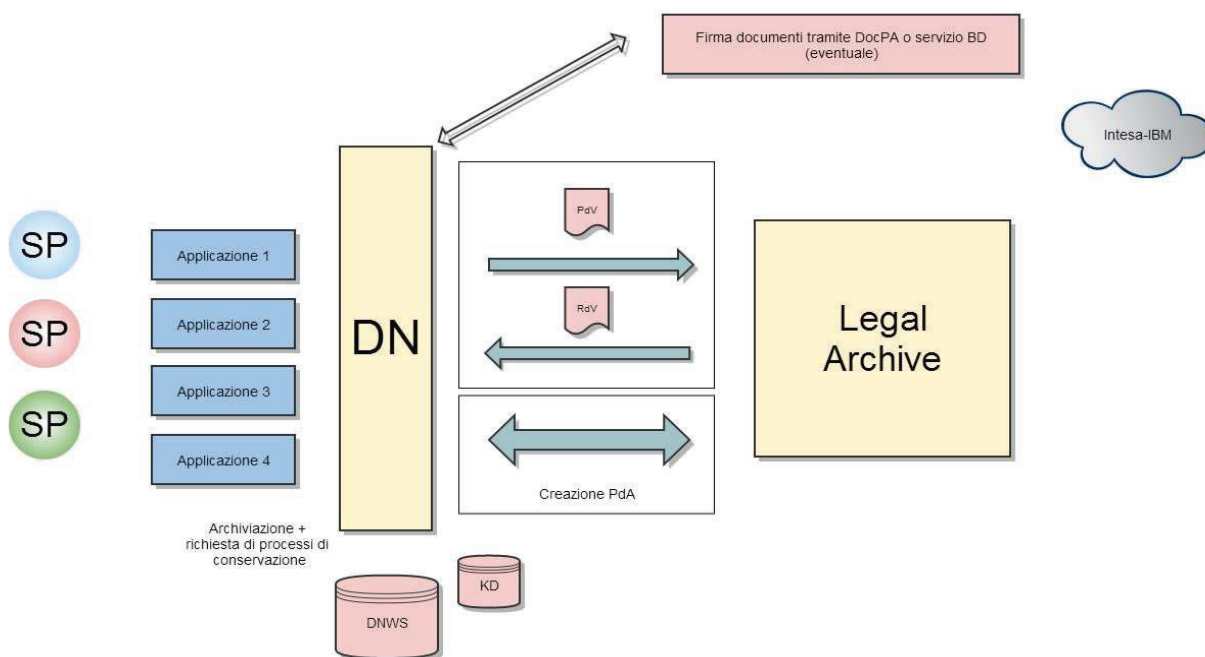 Firma documenti tramite DocPA o servizio BD
(eventuale)
Intesa-IBM
SP
SP
SP
Applicazione 1
Applicazione 2
Applicazione 3
Applicazione 4
DN
PdV
RdV
Creazione PdA
Legal
Archive
Archiviazione +
richiesta di processi di
conservazione
DNWS
KD